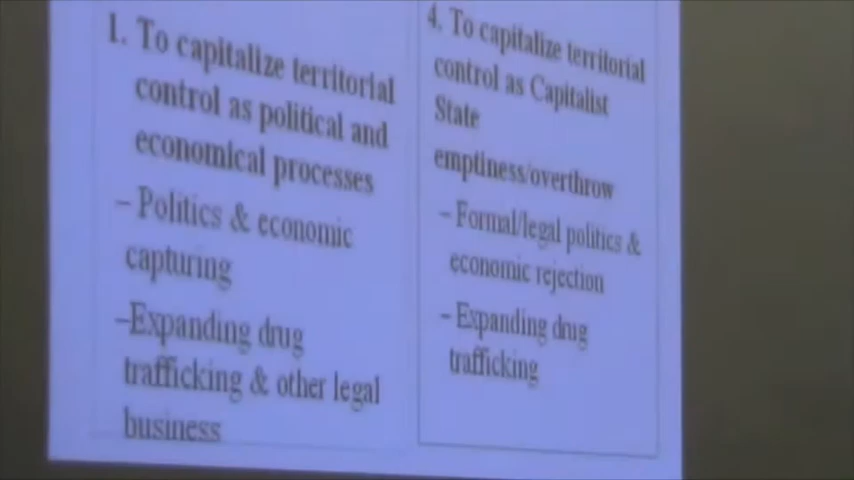 1. To capitalize territorial
control as political and
economical processes
– Politics & economic
capturing
–Expanding drug
trafficking & other legal
business
4. To capitalize territorial
control as Capitalist
State
emptiness/overthrow
– Formal/legal politics &
economic rejection
– Expanding drug
trafficking